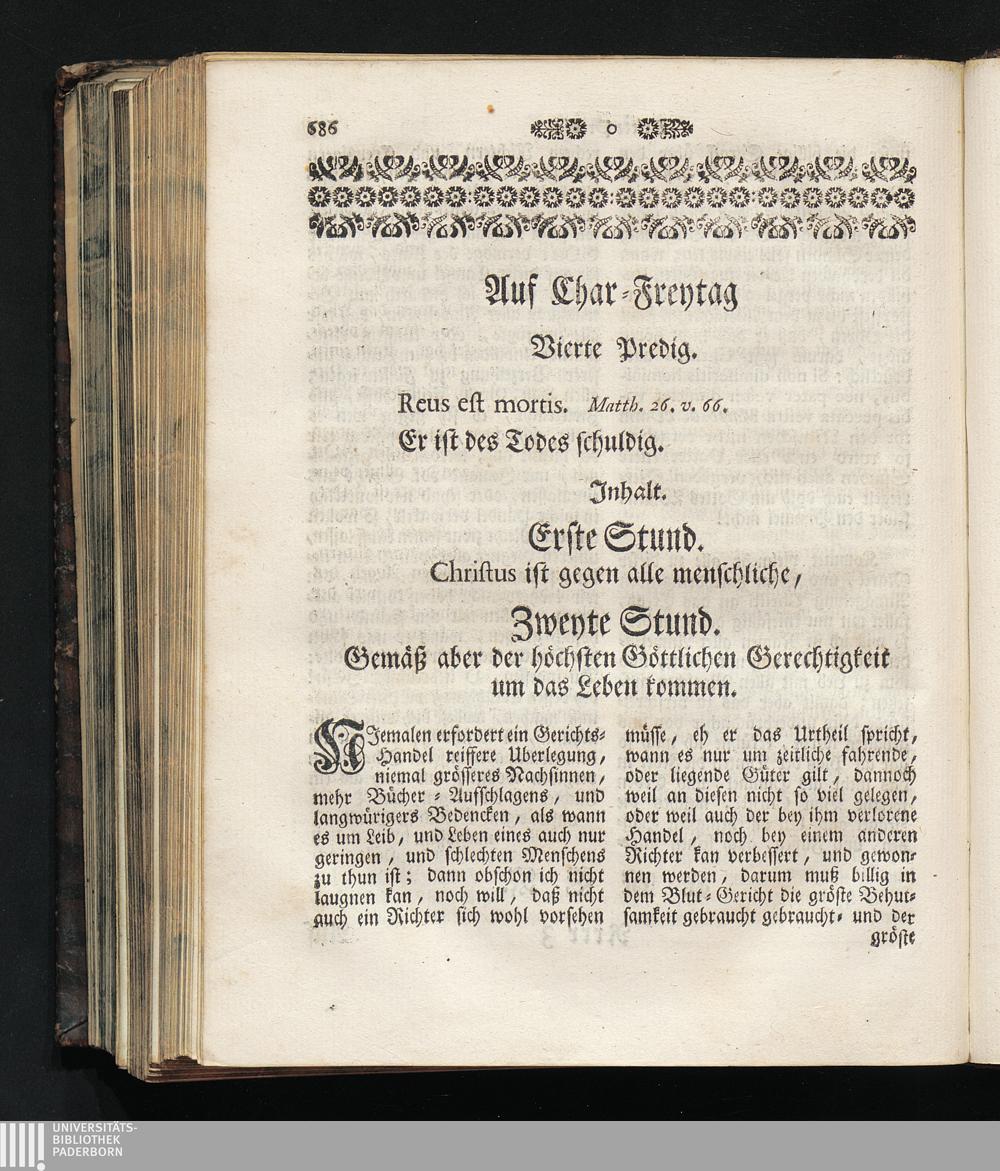 686
Auf Char-Freytag
Vierte Predig.
Reus est mortis. Matth. 26. v. 66.
Er ist des Todes schuldig.
Inhalt.
Erste Stund.
Christus ist gegen alle menschliche,
Zweyte Stund.
Gemäß aber der höchsten Göttlichen Gerechtigkeit
um das Leben kommen.
NIemalen erfordert ein Gerichts-
Handel reiffere Uberlegung,
niemal grösseres Nachsinnen,
mehr Bücher-Aufschlagens, und
langwürigers Bedencken, als wann
es um Leib, und Leben eines auch nur
geringen, und schlechten Menschens
zu thun ist; dann obschon ich nicht
laugnen kan, noch will, daß nicht
auch ein Richter sich wohl vorsehen
müsse, eh er das Urtheil spricht,
wann es nur um zeitliche fahrende,
oder liegende Güter gilt, dannoch
weil an diesen nicht so viel gelegen,
oder weil auch der bey ihm verlorene
Handel, noch bey einem anderen
Richter kan verbessert, und gewon-
nen werden, darum muß billig in
dem Blut-Gericht die gröste Behut-
samkeit gebraucht gebraucht- und der
gröste
UNIVERSITÄTS-
BIBLIOTHEK
PADERBORN